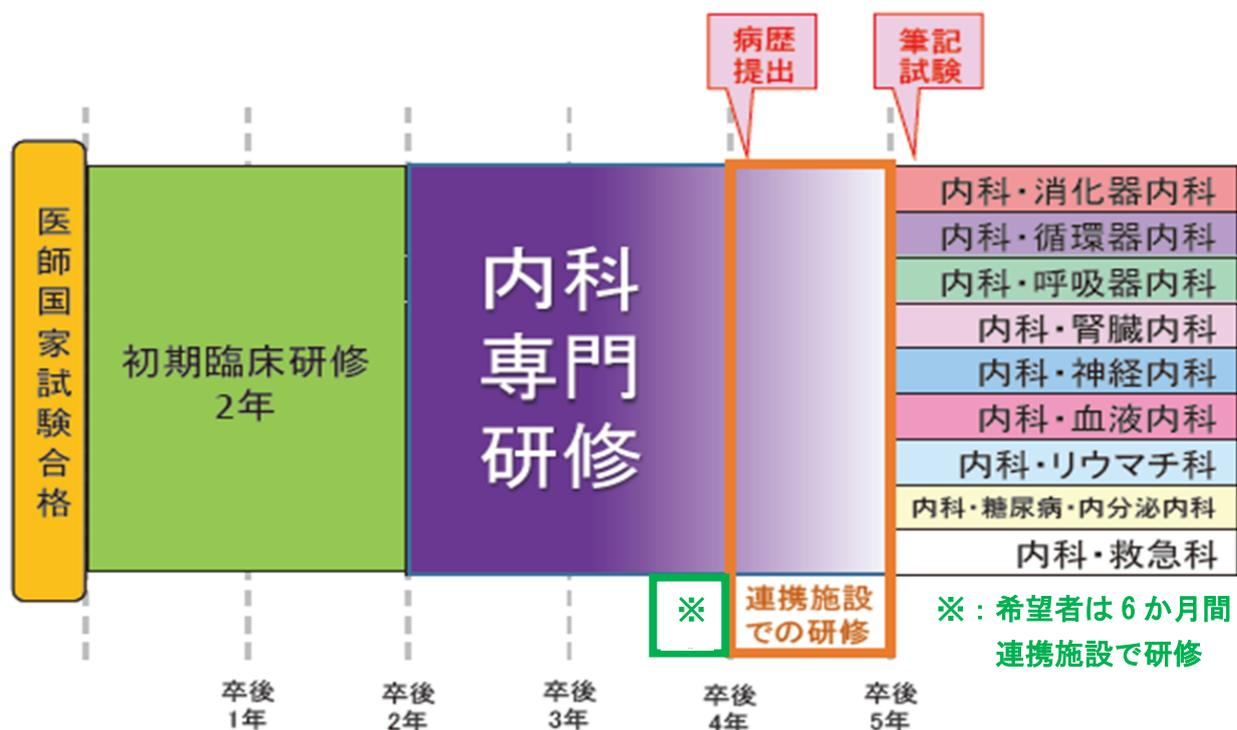 病歴
提出
筆記
試験
医師国家試験合格
初期臨床研修
2年
内科
専門
研修
内科・消化器内科
内科・循環器内科
内科・呼吸器内科
内科・腎臓内科
内科・神経内科
内科・血液内科
内科・リウマチ科
内科・糖尿病・内分泌内科
内科・救急科
※
連携施設
での研修
※：希望者は6か月間
連携施設で研修
卒後
1年
卒後
2年
卒後
3年
卒後
4年
卒後
5年